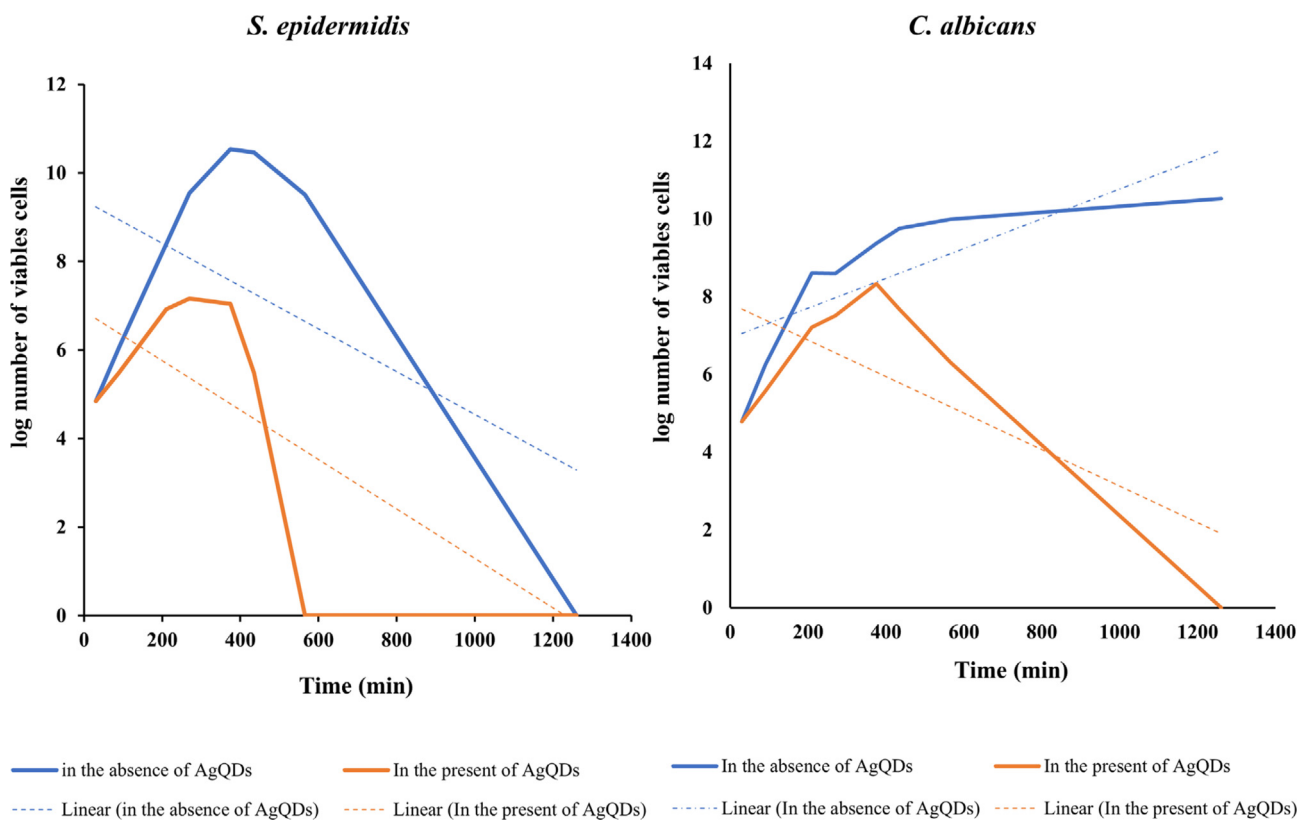 S. epidermidis
12
10
8
6
4
2
0
0 200 400 600 800 1000 1200 1400
log number of viables cells
Time (min)
C. albicans
14
12
10
8
6
4
2
0
0 200 400 600 800 1000 1200 1400
log number of viables cells
Time (min)
in the absence of AgQDs
In the present of AgQDs
Linear (in the absence of AgQDs)
Linear (In the present of AgQDs)
In the absence of AgQDs
In the present of AgQDs
Linear (In the absence of AgQDs)
Linear (In the present of AgQDs)